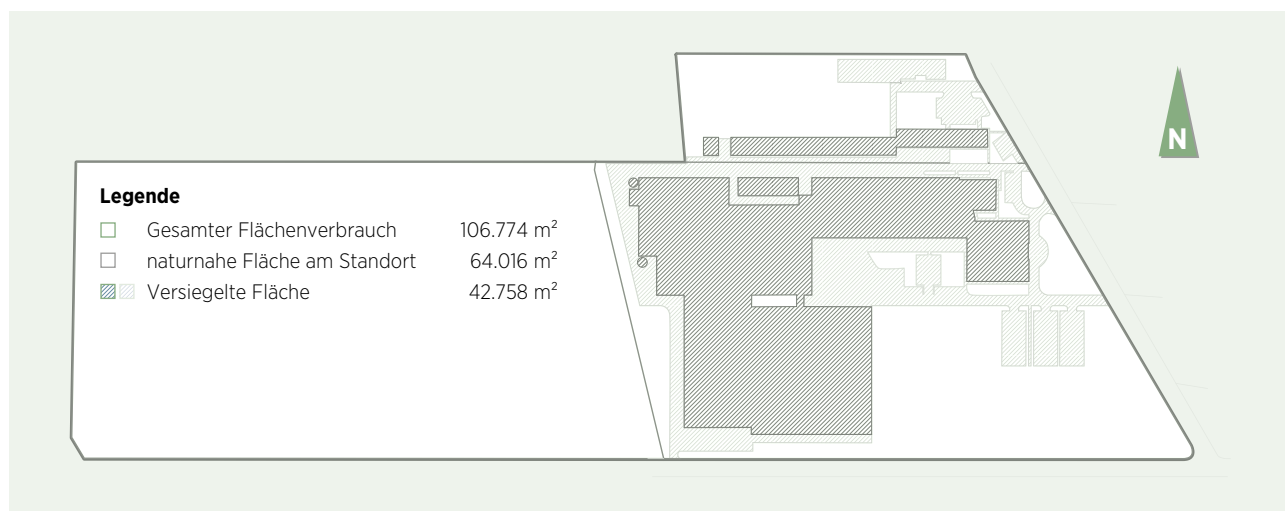 Legende
Gesamter Flächenverbrauch 106.774 m²
naturnahe Fläche am Standort 64.016 m²
Versiegelte Fläche 42.758 m²
N